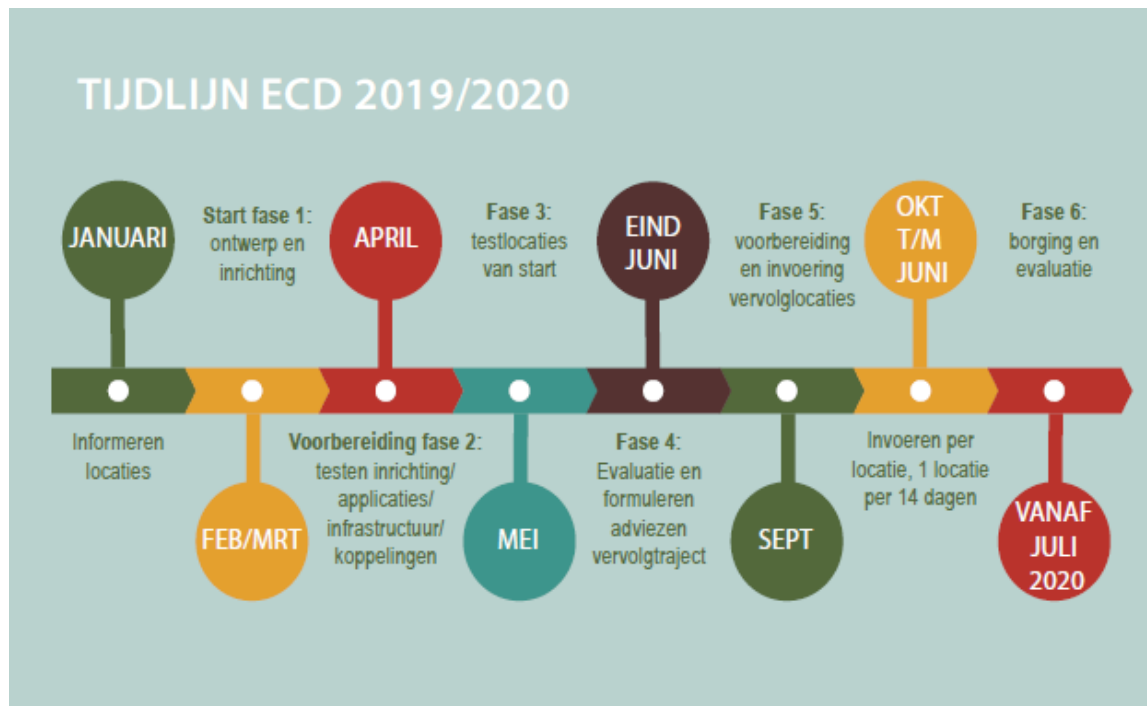 TIJDLIJN ECD 2019/2020
JANUARI
Informeren
locaties
Start fase 1:
ontwerp en
inrichting
FEB/MRT
APRIL
Voorbereiding fase 2:
testen inrichting/
applicaties/
infrastructuur/
koppelingen
Fase 3:
testlocaties
van start
MEI
EIND
JUNI
Fase 4:
Evaluatie en
formuleren
adviezen
vervolgtraject
Fase 5:
voorbereiding
en invoering
vervolglocaties
SEPT
OKT
T/M
JUNI
Invoeren per
locatie, 1 locatie
per 14 dagen
Fase 6:
borging en
evaluatie
VANAF
JULI
2020